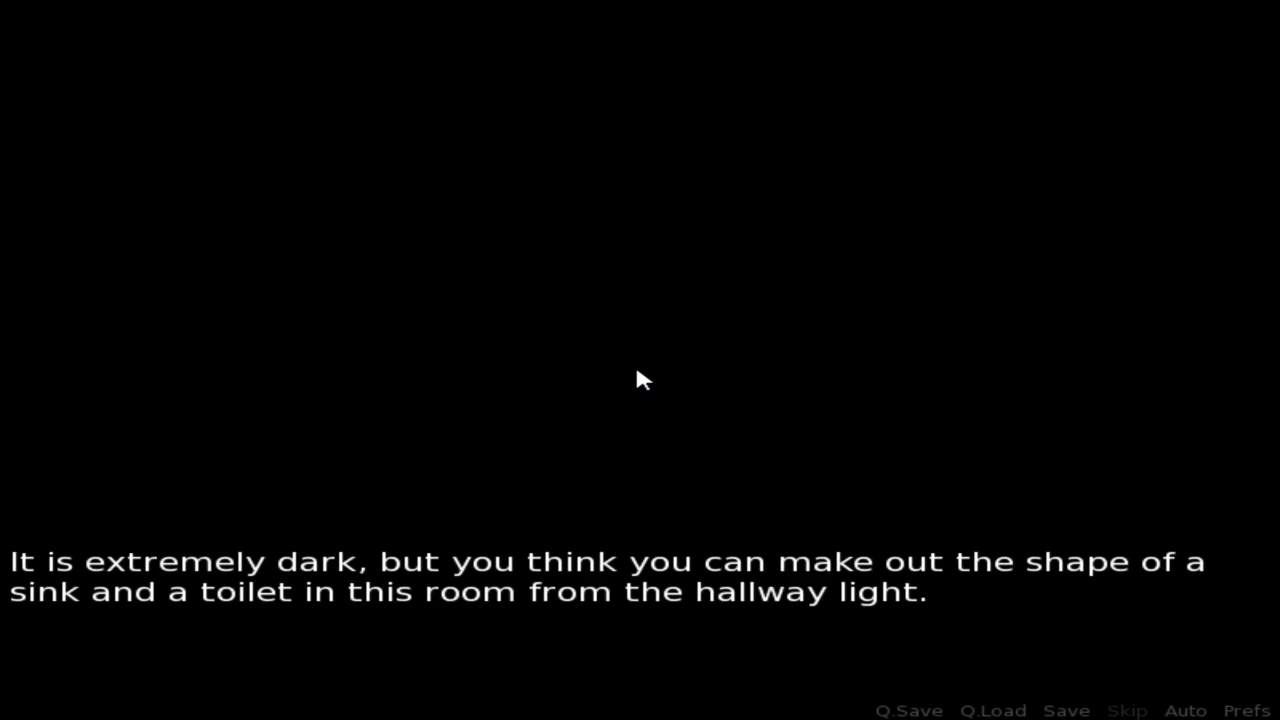 It is extremely dark, but you think you can make out the shape of a
sink and a toilet in this room from the hallway light.
Q.Save Q.Load Save Skip Auto Prefs